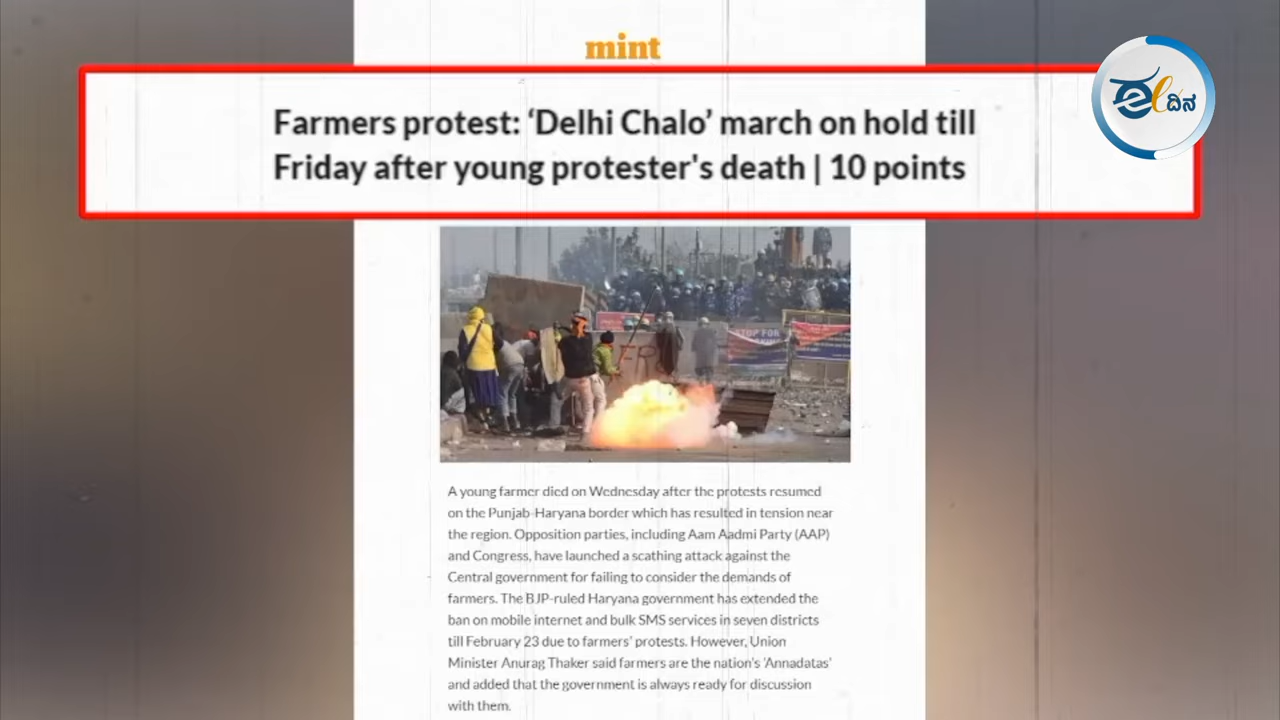 mint
ಈ ದಿನ
Farmers protest: ‘Delhi Chalo’ march on hold till
Friday after young protester's death | 10 points
STOP FOR
A young farmer died on Wednesday after the protests resumed
on the Punjab-Haryana border which has resulted in tension near
the region. Opposition parties, including Aam Aadmi Party (AAP)
and Congress, have launched a scathing attack against the
Central government for failing to consider the demands of
farmers. The BJP-ruled Haryana government has extended the
ban on mobile internet and bulk SMS services in seven districts
till February 23 due to farmers’ protests. However, Union
Minister Anurag Thaker said farmers are the nation's ‘Annadatas’
and added that the government is always ready for discussion
with them.